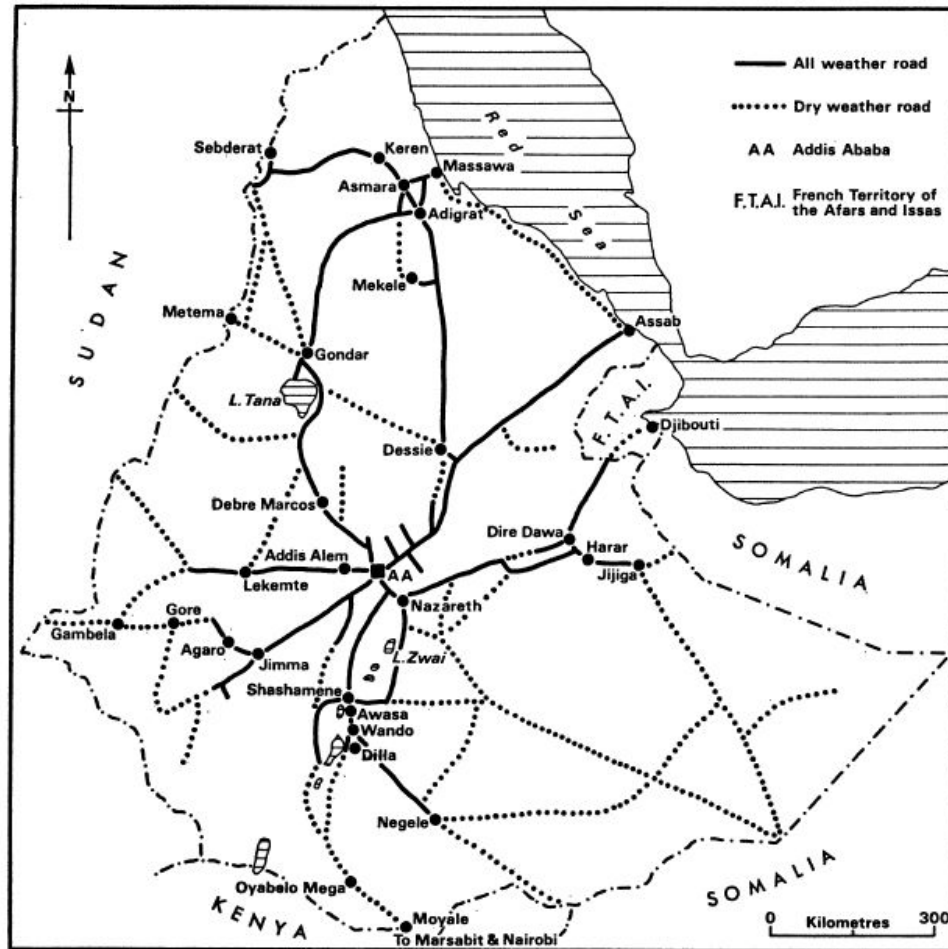 N
All weather road
Dry weather road
AA Addis Ababa
F.T.A.I. French Territory of
the Afars and Issas
Red
Sea
Sebderat
Keren
Massawa
Asmara
Adigrat
SUDAN
Mekele
Metema
Assab
Gondar
L.Tana
F.T.A.I.
Djibouti
Dessie
Debre Marcos
Dire Dawa
SOMALIA
Addis Alem
Harar
AA
Jijiga
Lekemte
Nazareth
Gore
Gambela
Agaro
Jimma
L.Zwai
Shashamene
Awasa
Wando
Dilla
Negele
Oyabelo Mega
SOMALIA
KENYA
Moyale
To Marsabit & Nairobi
0 Kilometres 300